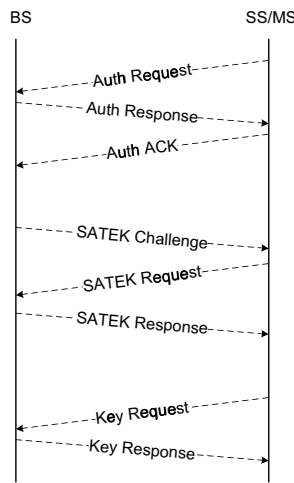 BS SS/MS
Auth Request
Auth Response
Auth ACK
SATEK Challenge
SATEK Request
SATEK Response
Key Request
Key Response